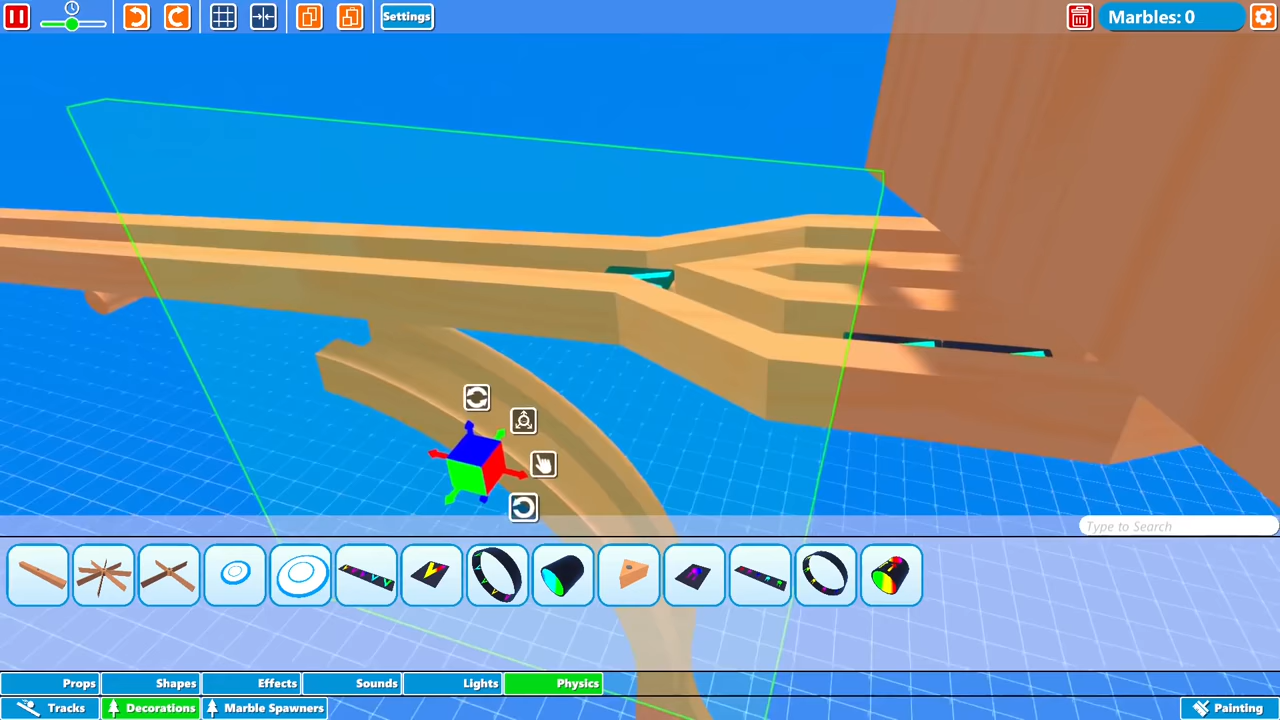 Settings
Marbles: 0
Type to Search
Props
Shapes
Effects
Sounds
Lights
Physics
Tracks
Decorations
Marble Spawners
Painting